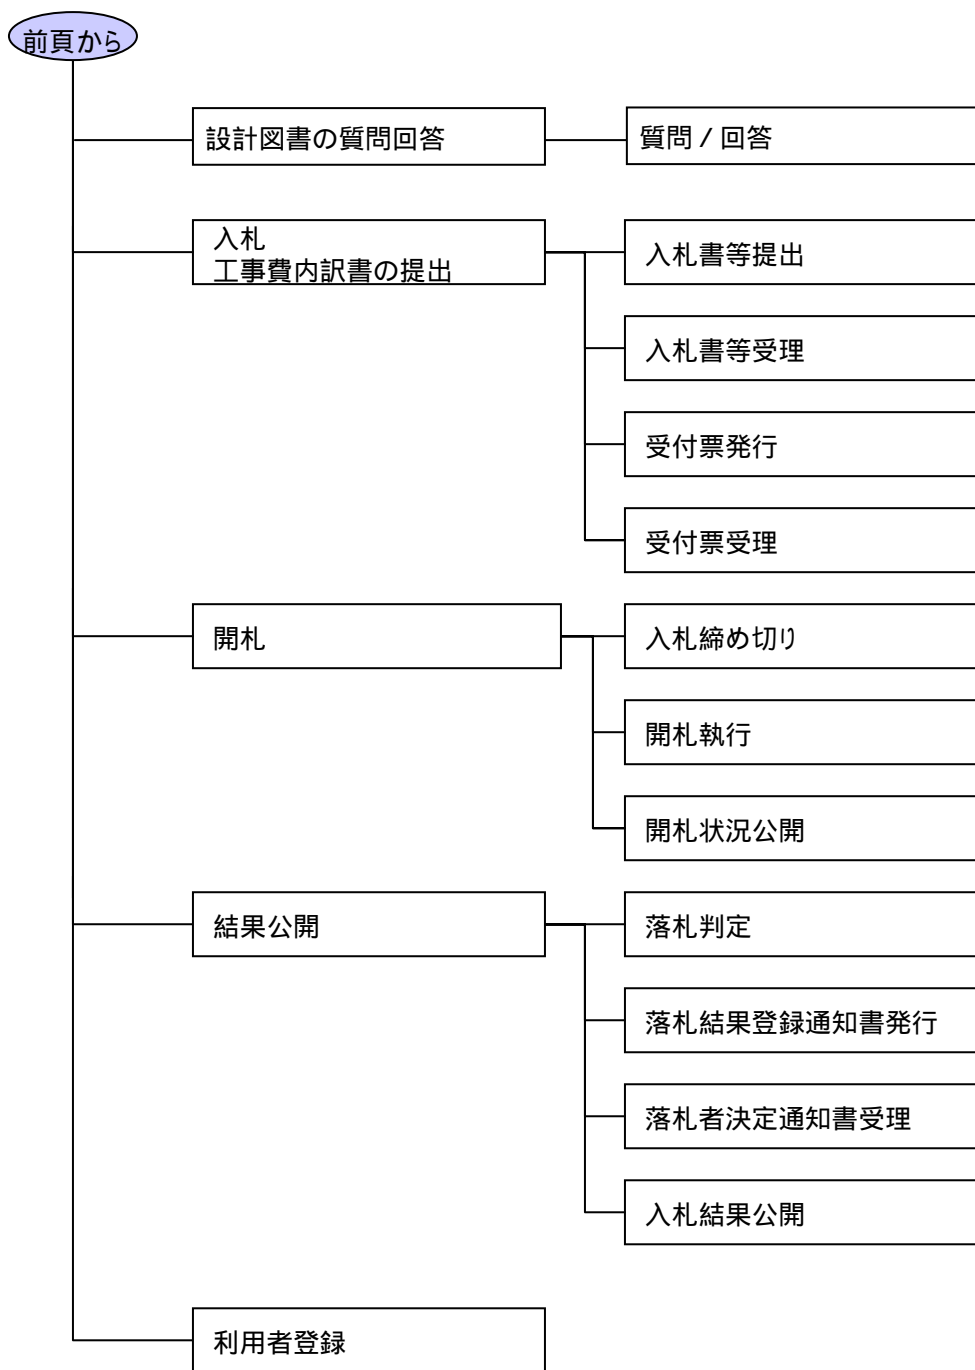 前頁から
設計図書の質問回答
質問 / 回答
入札
工事費内訳書の提出
入札書等提出
入札書等受理
受付票発行
受付票受理
開札
入札締め切り
開札執行
開札状況公開
結果公開
落札判定
落札結果登録通知書発行
落札者決定通知書受理
入札結果公開
利用者登録